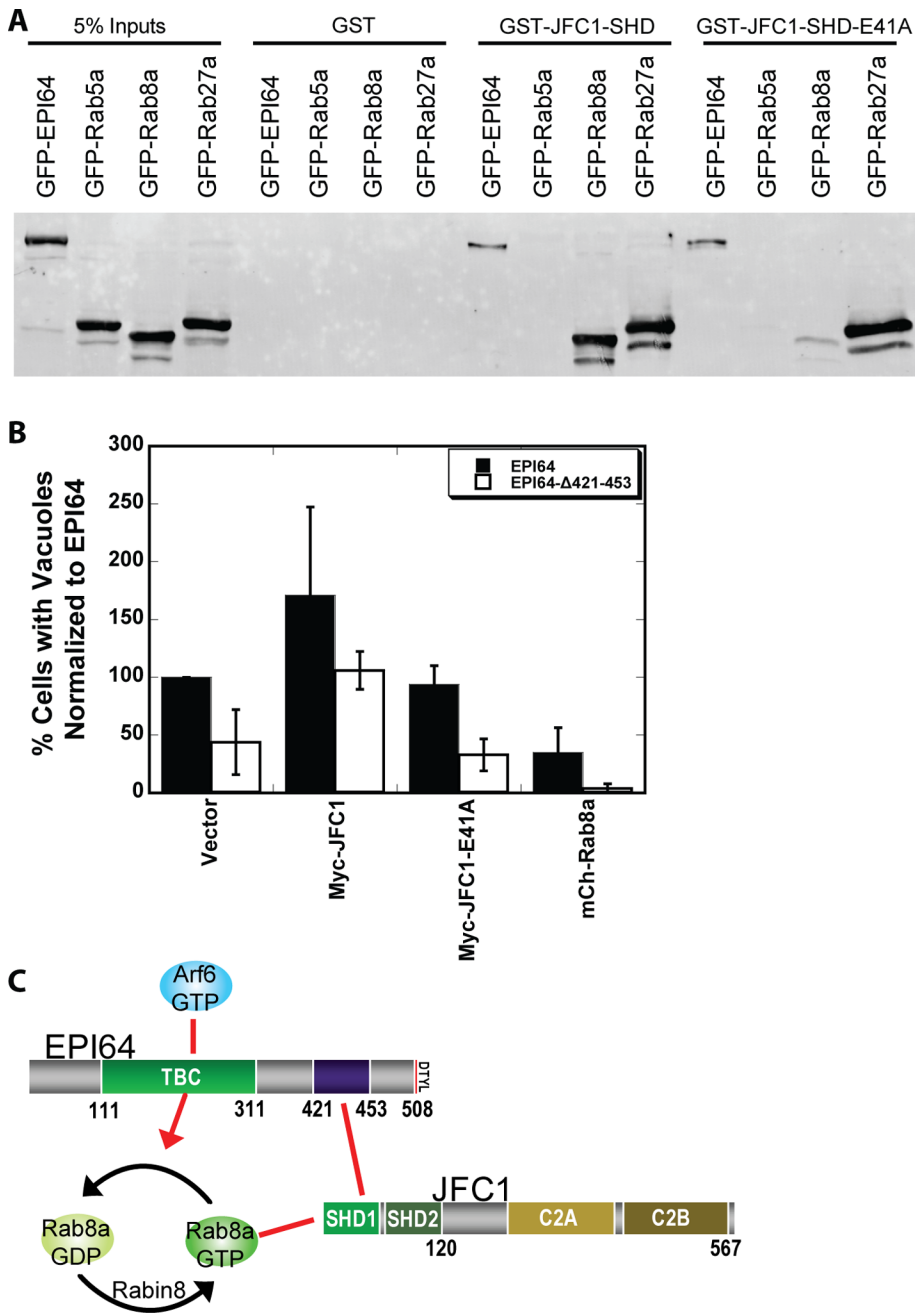 A
5% Inputs
GST
GST-JFC1-SHD
GST-JFC1-SHD-E41A
GFP-EPI64
GFP-Rab5a
GFP-Rab8a
GFP-Rab27a
GFP-EPI64
GFP-Rab5a
GFP-Rab8a
GFP-Rab27a
GFP-EPI64
GFP-Rab5a
GFP-Rab8a
GFP-Rab27a
GFP-EPI64
GFP-Rab5a
GFP-Rab8a
GFP-Rab27a
B
% Cells with Vacuoles
Normalized to EPI64
300
250
200
150
100
50
0
EPI64
EPI64-Δ421-453
Vector
Myc-JFC1
Myc-JFC1-E41A
mCh-Rab8a
C
Arf6
GTP
EPI64
TBC
DTYL
111
311
421
453
508
JFC1
SHD1
SHD2
C2A
C2B
120
567
Rab8a
GDP
Rab8a
GTP
Rabin8